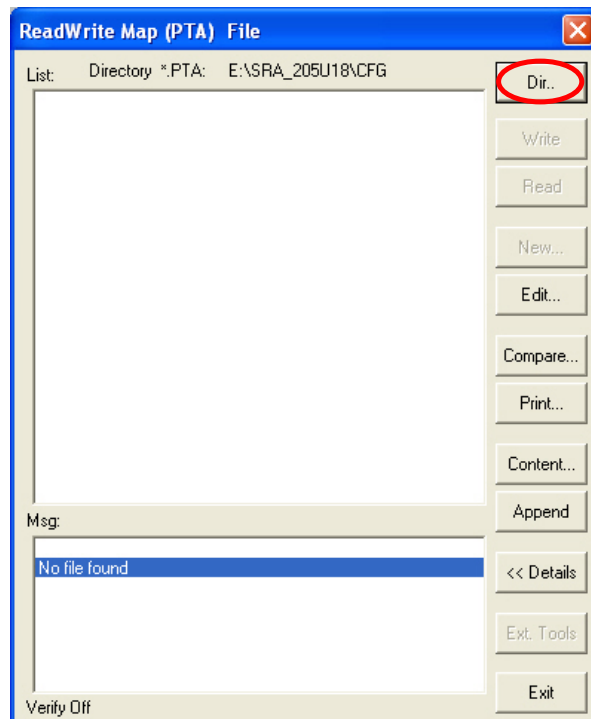 ReadWrite Map (PTA) File
List: Directory *.PTA: E:\SRA_205U18\CFG
Dir..
Write
Read
New...
Edit...
Compare...
Print...
Content...
Append
Msg:
No file found
<< Details
Ext. Tools
Exit
Verify Off